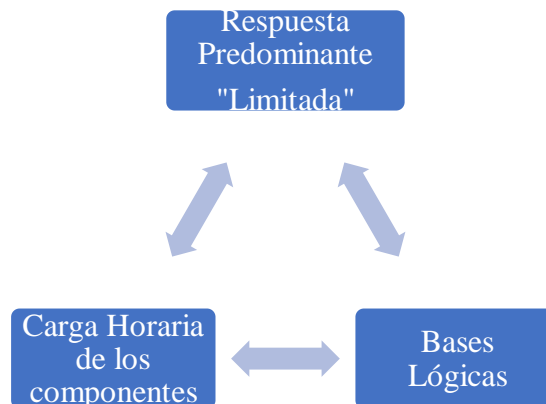 Respuesta
Predominante
"Limitada"
Carga Horaria
de los
componentes
Bases
Lógicas